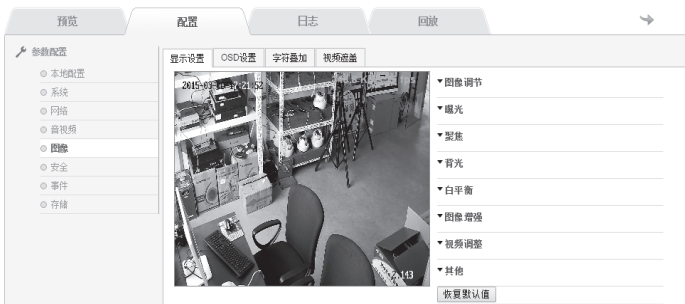 预览 配置 日志 回放
参数配置
本地配置
系统
网络
音视频
图像
安全
事件
存储
显示设置 OSD设置 字符叠加 视频遮盖
图像调节
曝光
聚焦
背光
白平衡
图像增强
视频调整
其他
恢复默认值